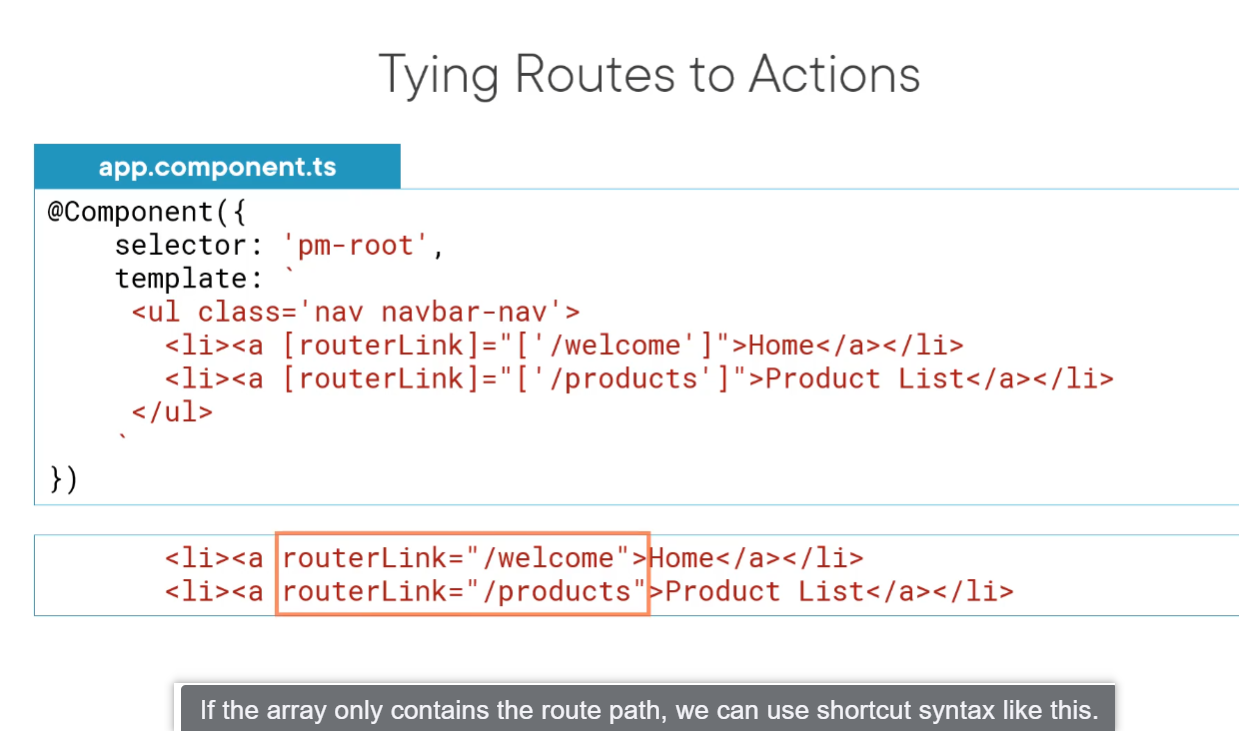 Tying Routes to Actions
app.component.ts
@Component({
    selector: 'pm-root',
    template: `
     <ul class='nav navbar-nav'>
       <li><a [routerLink]="['/welcome']">Home</a></li>
       <li><a [routerLink]="['/products']">Product List</a></li>
     </ul>
    `
})
<li><a routerLink="/welcome">Home</a></li>
<li><a routerLink="/products">Product List</a></li>
If the array only contains the route path, we can use shortcut syntax like this.